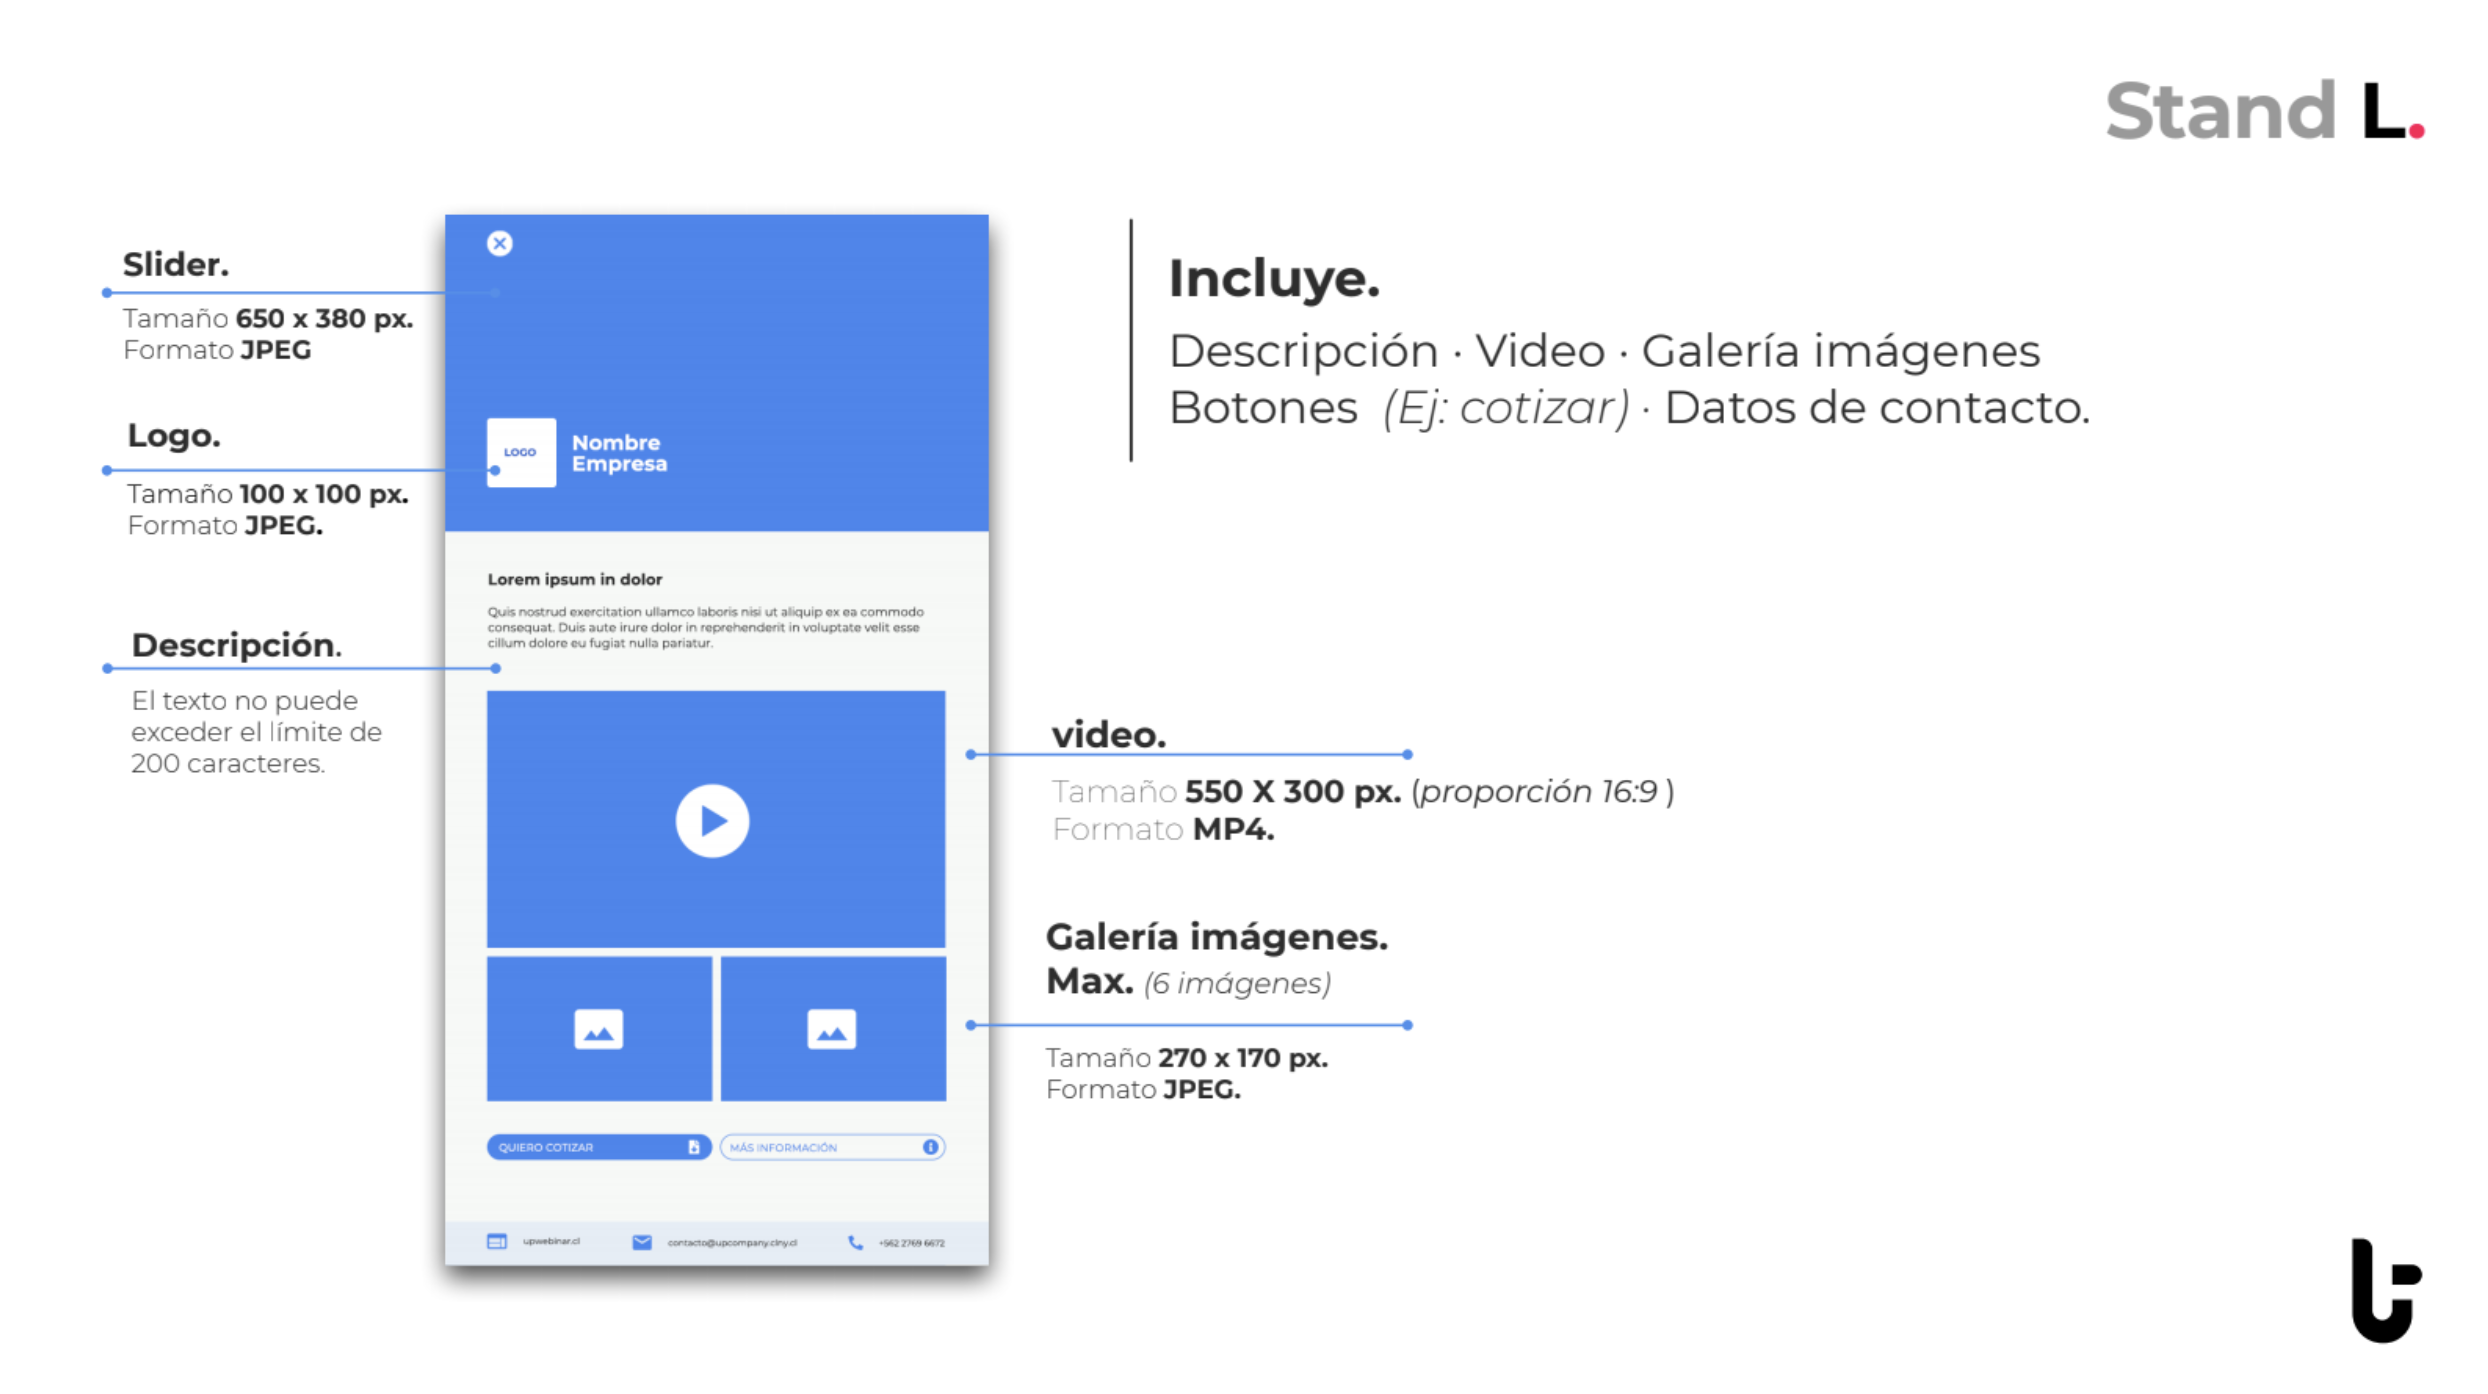 Stand L.
Slider.
Tamaño 650 x 380 px.
Formato JPEG
Logo.
Tamaño 100 x 100 px.
Formato JPEG.
Descripción.
El texto no puede
exceder el límite de
200 caracteres.
LOGO
Nombre
Empresa
Lorem ipsum in dolor
Quis nostrud exercitation ullamco laboris nisi ut aliquip ex ea commodo
consequat. Duis aute irure dolor in reprehenderit in voluptate velit esse
cillum dolore eu fugiat nulla pariatur.
QUIERO COTIZAR
MÁS INFORMACIÓN
upwebinar.cl
contacto@upcompany.clny.cl
+562 2769 6672
Incluye.
Descripción · Video · Galería imágenes
Botones (Ej: cotizar) · Datos de contacto.
video.
Tamaño 550 X 300 px. (proporción 16:9 )
Formato MP4.
Galería imágenes.
Max. (6 imágenes)
Tamaño 270 x 170 px.
Formato JPEG.